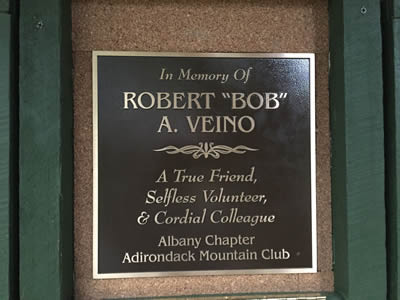 In Memory Of
ROBERT "BOB"
A. VEINO
A True Friend,
Selfless Volunteer,
& Cordial Colleague
Albany Chapter
Adirondack Mountain Club